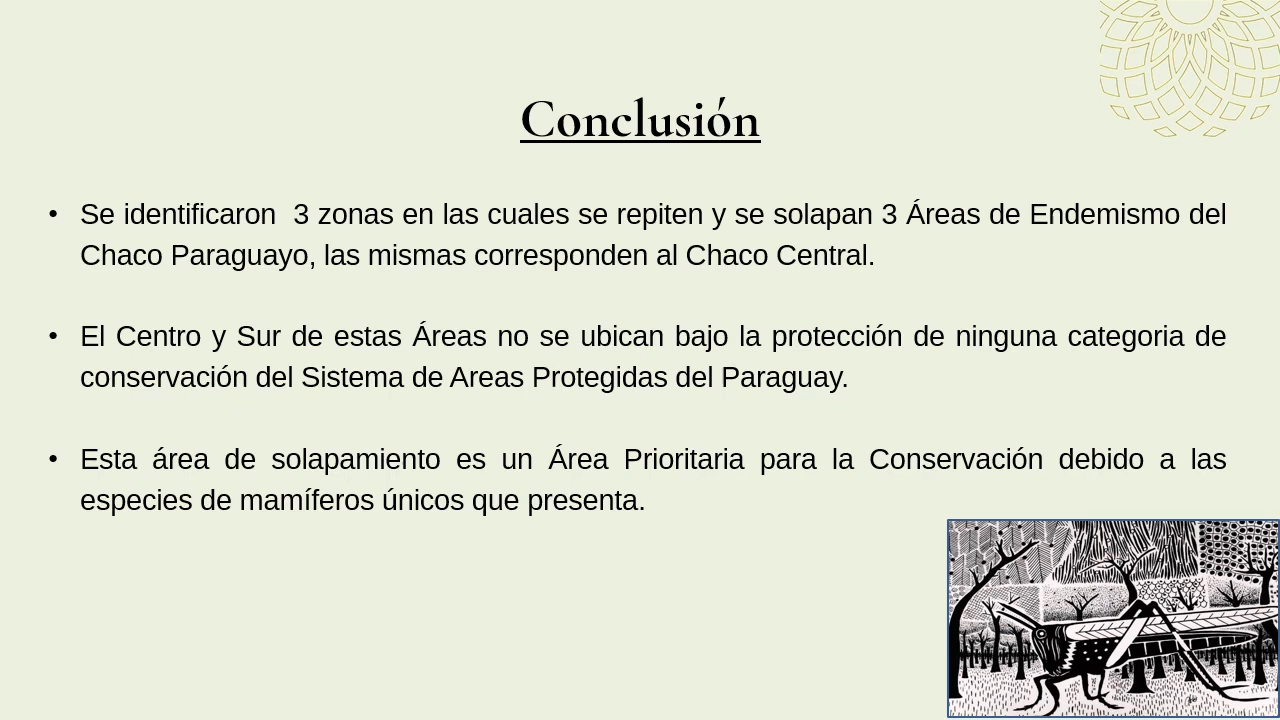 Conclusión
• Se identificaron  3 zonas en las cuales se repiten y se solapan 3 Áreas de Endemismo del
Chaco Paraguayo, las mismas corresponden al Chaco Central.
• El Centro y Sur de estas Áreas no se ubican bajo la protección de ninguna categoria de
conservación del Sistema de Areas Protegidas del Paraguay.
• Esta área de solapamiento es un Área Prioritaria para la Conservación debido a las
especies de mamíferos únicos que presenta.